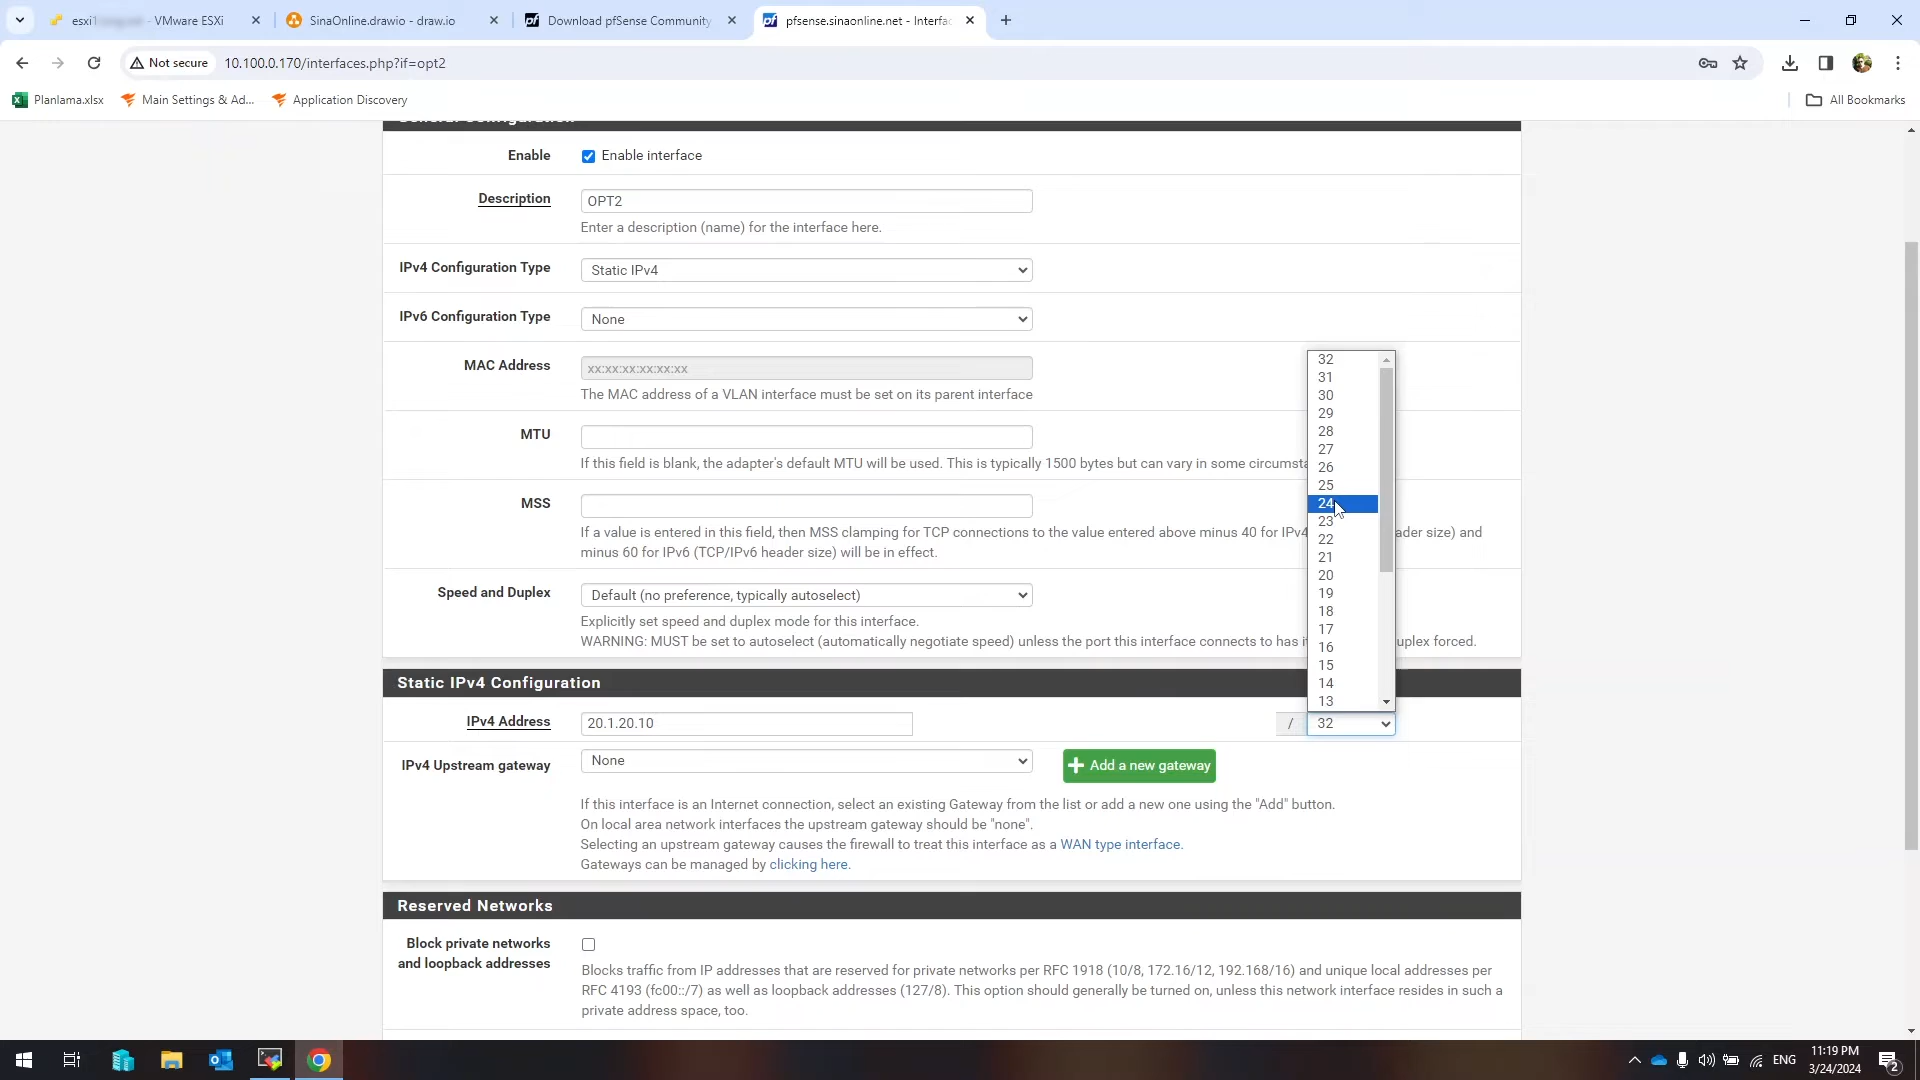 esxi - VMware ESXi
SinaOnline.drawio - draw.io
Download pfSense Community
pfsense.sinaonline.net - Interfac
Not secure
10.100.0.170/interfaces.php?if=opt2
Planlama.xlsx
Main Settings & Ad...
Application Discovery
All Bookmarks
General Configuration
Enable
Enable interface
Description
OPT2
Enter a description (name) for the interface here.
IPv4 Configuration Type
Static IPv4
IPv6 Configuration Type
None
MAC Address
xx:xx:xx:xx:xx:xx
The MAC address of a VLAN interface must be set on its parent interface
MTU
If this field is blank, the adapter's default MTU will be used. This is typically 1500 bytes but can vary in some circumsta
MSS
If a value is entered in this field, then MSS clamping for TCP connections to the value entered above minus 40 for IPv4 ader size) and
minus 60 for IPv6 (TCP/IPv6 header size) will be in effect.
Speed and Duplex
Default (no preference, typically autoselect)
Explicitly set speed and duplex mode for this interface.
WARNING: MUST be set to autoselect (automatically negotiate speed) unless the port this interface connects to has i uplex forced.
32
31
30
29
28
27
26
25
24
23
22
21
20
19
18
17
16
15
14
13
Static IPv4 Configuration
IPv4 Address
20.1.20.10
/
32
IPv4 Upstream gateway
None
Add a new gateway
If this interface is an Internet connection, select an existing Gateway from the list or add a new one using the "Add" button.
On local area network interfaces the upstream gateway should be "none".
Selecting an upstream gateway causes the firewall to treat this interface as a WAN type interface.
Gateways can be managed by clicking here.
Reserved Networks
Block private networks
and loopback addresses
Blocks traffic from IP addresses that are reserved for private networks per RFC 1918 (10/8, 172.16/12, 192.168/16) and unique local addresses per
RFC 4193 (fc00::/7) as well as loopback addresses (127/8). This option should generally be turned on, unless this network interface resides in such a
private address space, too.
ENG
11:19 PM
3/24/2024
2